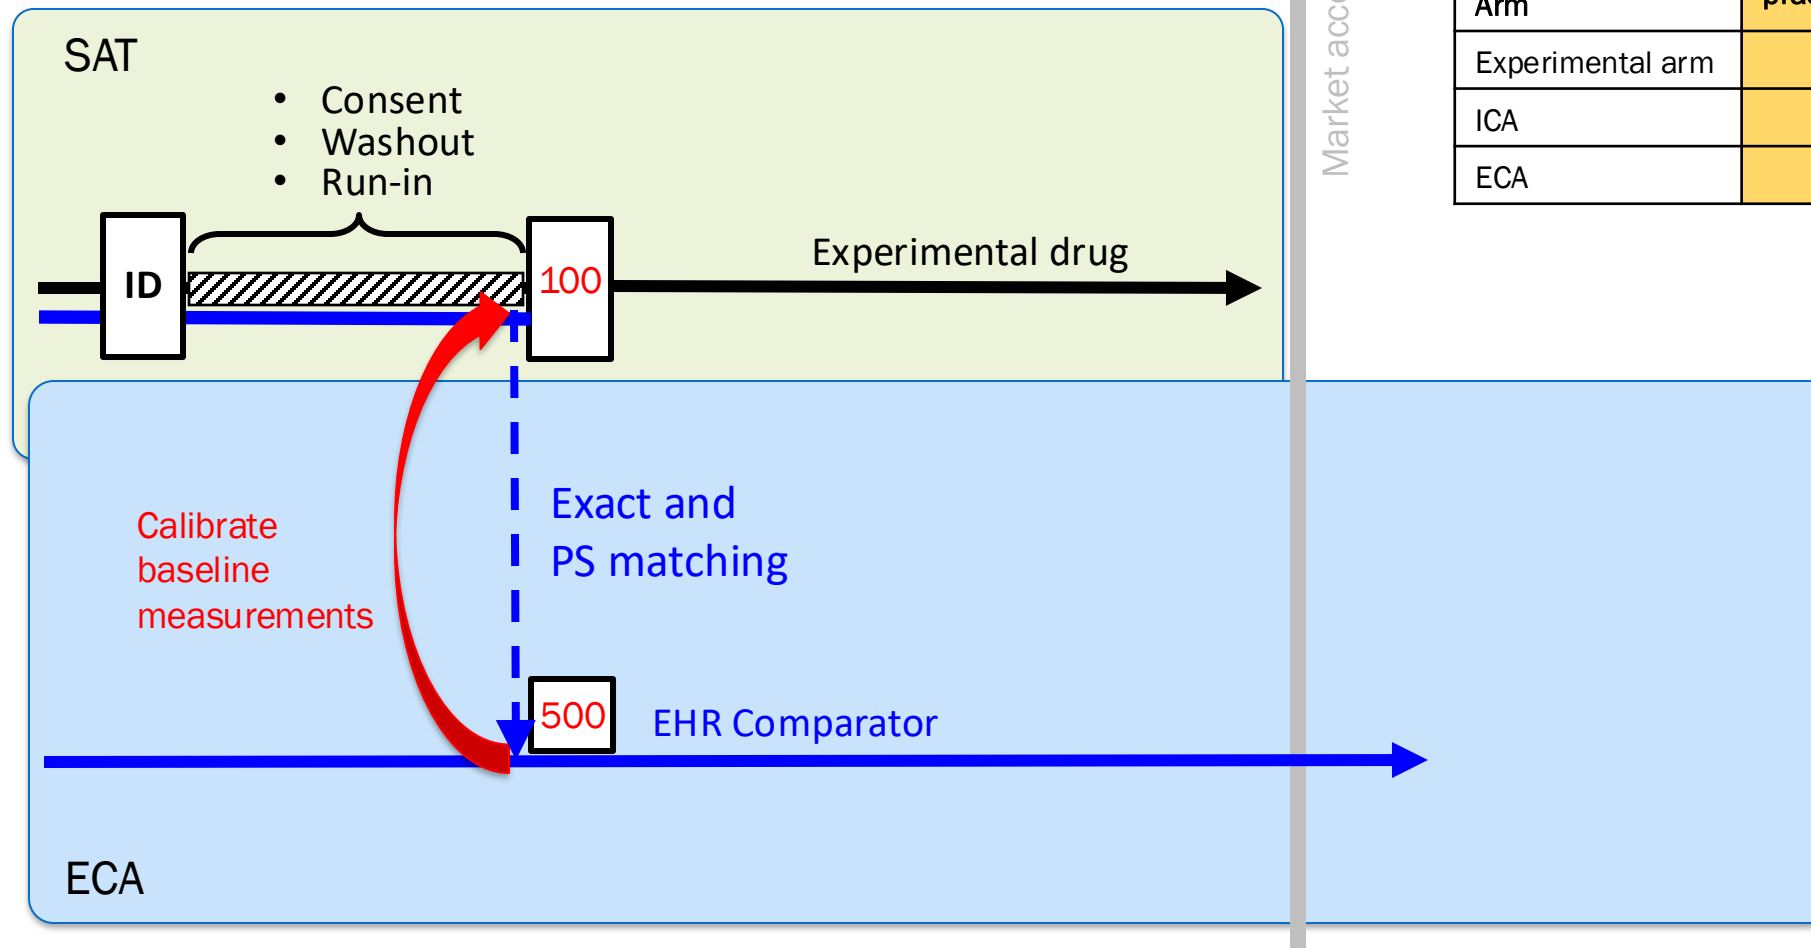 SAT
• Consent
• Washout
• Run-in
ID
100
Experimental drug
Market
Arm
Experimental arm
ICA
ECA
Calibrate
baseline
measurements
Exact and
PS matching
500
EHR Comparator
ECA